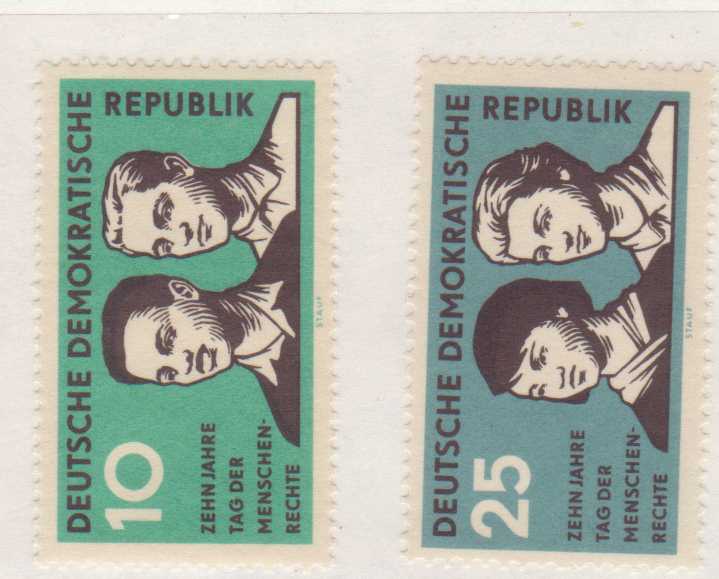 DEUTSCHE DEMOKRATISCHE
REPUBLIK
10
ZEHN JAHRE
TAG DER
MENSCHEN-
RECHTE
STAUF
DEUTSCHE DEMOKRATISCHE
REPUBLIK
25
ZEHN JAHRE
TAG DER
MENSCHEN-
RECHTE
STAUF